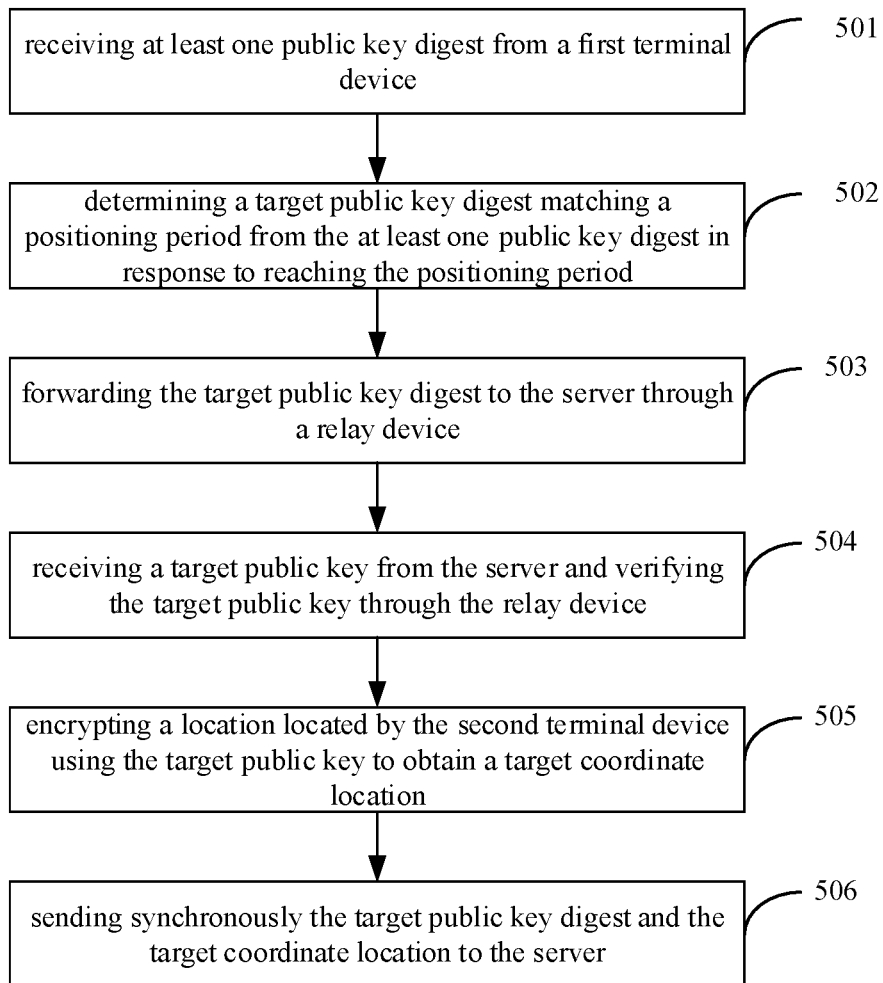 receiving at least one public key digest from a first terminal
device
501
determining a target public key digest matching a
positioning period from the at least one public key digest in
response to reaching the positioning period
502
forwarding the target public key digest to the server through
a relay device
503
receiving a target public key from the server and verifying
the target public key through the relay device
504
encrypting a location located by the second terminal device
using the target public key to obtain a target coordinate
location
505
sending synchronously the target public key digest and the
target coordinate location to the server
506